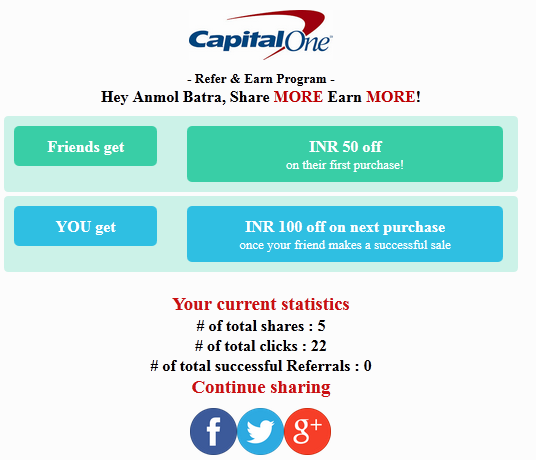 CapitalOne
- Refer & Earn Program -
Hey Anmol Batra, Share MORE Earn MORE!
Friends get
INR 50 off
on their first purchase!
YOU get
INR 100 off on next purchase
once your friend makes a successful sale
Your current statistics
# of total shares : 5
# of total clicks : 22
# of total successful Referrals : 0
Continue sharing
f
g+